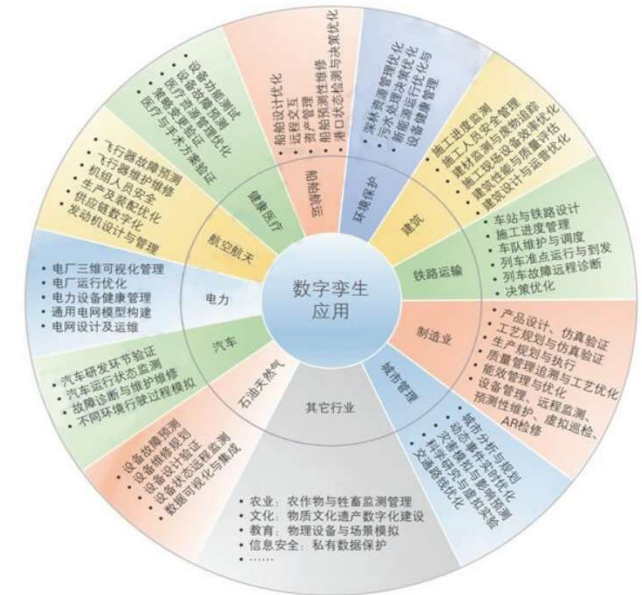 数字孪生
应用
船舶航运
• 船舶设计优化
• 远程交互
• 资产管理
• 船舶预测性维修
• 港口状态检测与决策优化
环境保护
• 深林资源管理优化
• 污水处理决策优化
• 新能源运行优化与
设备健康管理
建筑
• 施工进度监测
• 施工人员安全管理
• 建材监测与废物追踪
• 施工现场设备效率优化
• 建筑性能与质量评估
• 建筑设计与运营优化
铁路运输
• 车站与铁路设计
• 施工进度管理
• 车队维护与调度
• 列车准点运行与到发
• 列车故障远程诊断
• 决策优化
制造业
• 产品设计、仿真验证
• 工艺规划与仿真验证
• 生产规划与执行
• 质量管理追溯与工艺优化
• 能效管理与优化
• 设备管理、远程监测、
预测性维护、虚拟巡检、
AR检修
城市管理
• 城市分析与规划
• 动态事件实时优化
• 灾害模拟与影响预测
• 科学研究与虚拟实验
• 交通路线优化
其它行业
• 农业：农作物与牲畜监测管理
• 文化：物质文化遗产数字化建设
• 教育：物理设备与场景模拟
• 信息安全：私有数据保护
• ……
石油天然气
• 设备故障预测
• 设备维修规划
• 设备设计验证
• 设备状态远程监测
• 数据可视化与集成
汽车
• 汽车研发环节验证
• 汽车运行状态监测
• 故障诊断与维护维修
• 不同环境行驶过程模拟
电力
• 电厂三维可视化管理
• 电厂运行优化
• 电力设备健康管理
• 通用电网模型构建
• 电网设计及运维
航空航天
• 飞行器故障预测
• 飞行器维护维修
• 机组人员安全
• 生产及装配优化
• 供应链数字化
• 发动机设计与管理
健康医疗
• 设备功能测试
• 设备故障预测
• 医疗资源管理优化
• 策略变更验证
• 医疗与手术方案验证